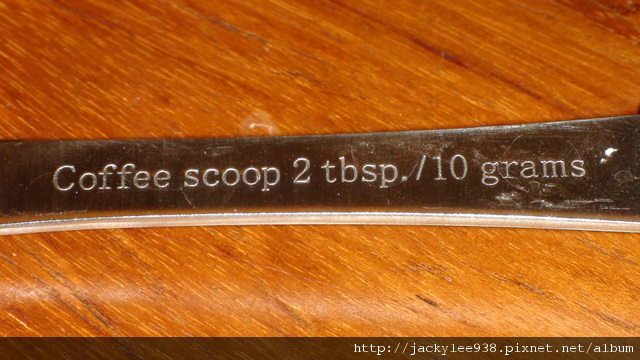 Coffee scoop 2 tbsp./10 grams
http://jackylee938.pixnet.net/album